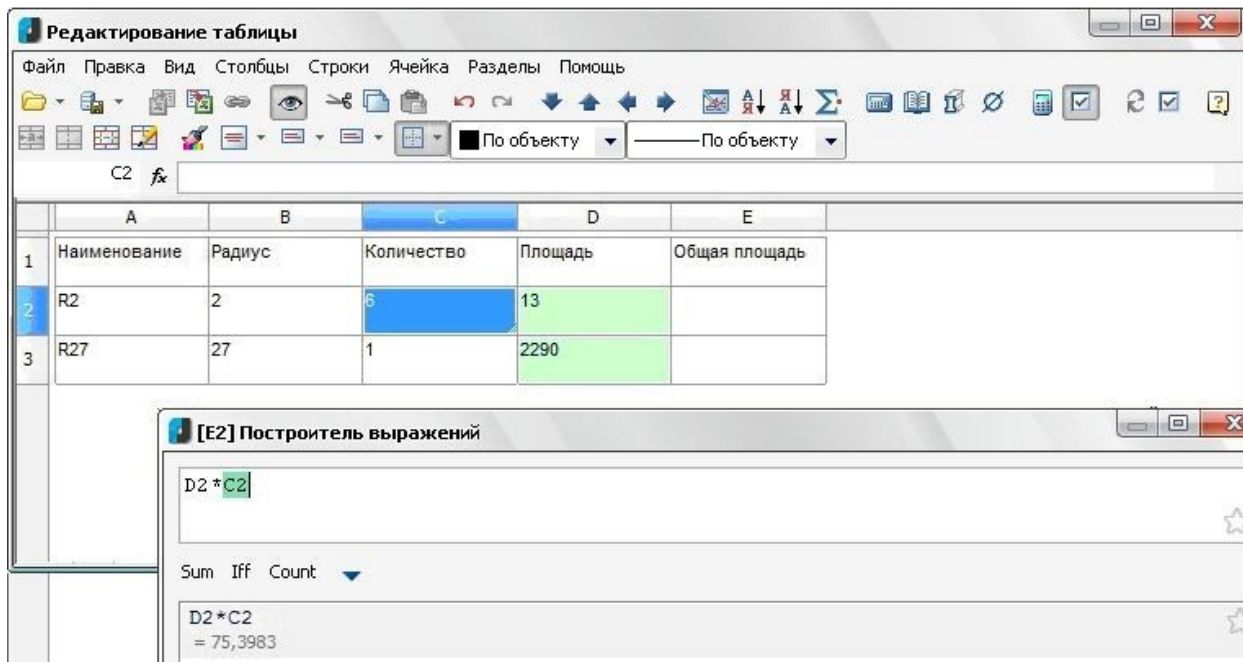 Редактирование таблицы
Файл Правка Вид Столбцы Строки Ячейка Разделы Помощь
По объекту По объекту
C2 fx
A B C D E
1 Наименование Радиус Количество Площадь Общая площадь
2 R2 2 6 13
3 R27 27 1 2290
[E2] Построитель выражений
D2*C2
Sum Iff Count
D2*C2
= 75,3983